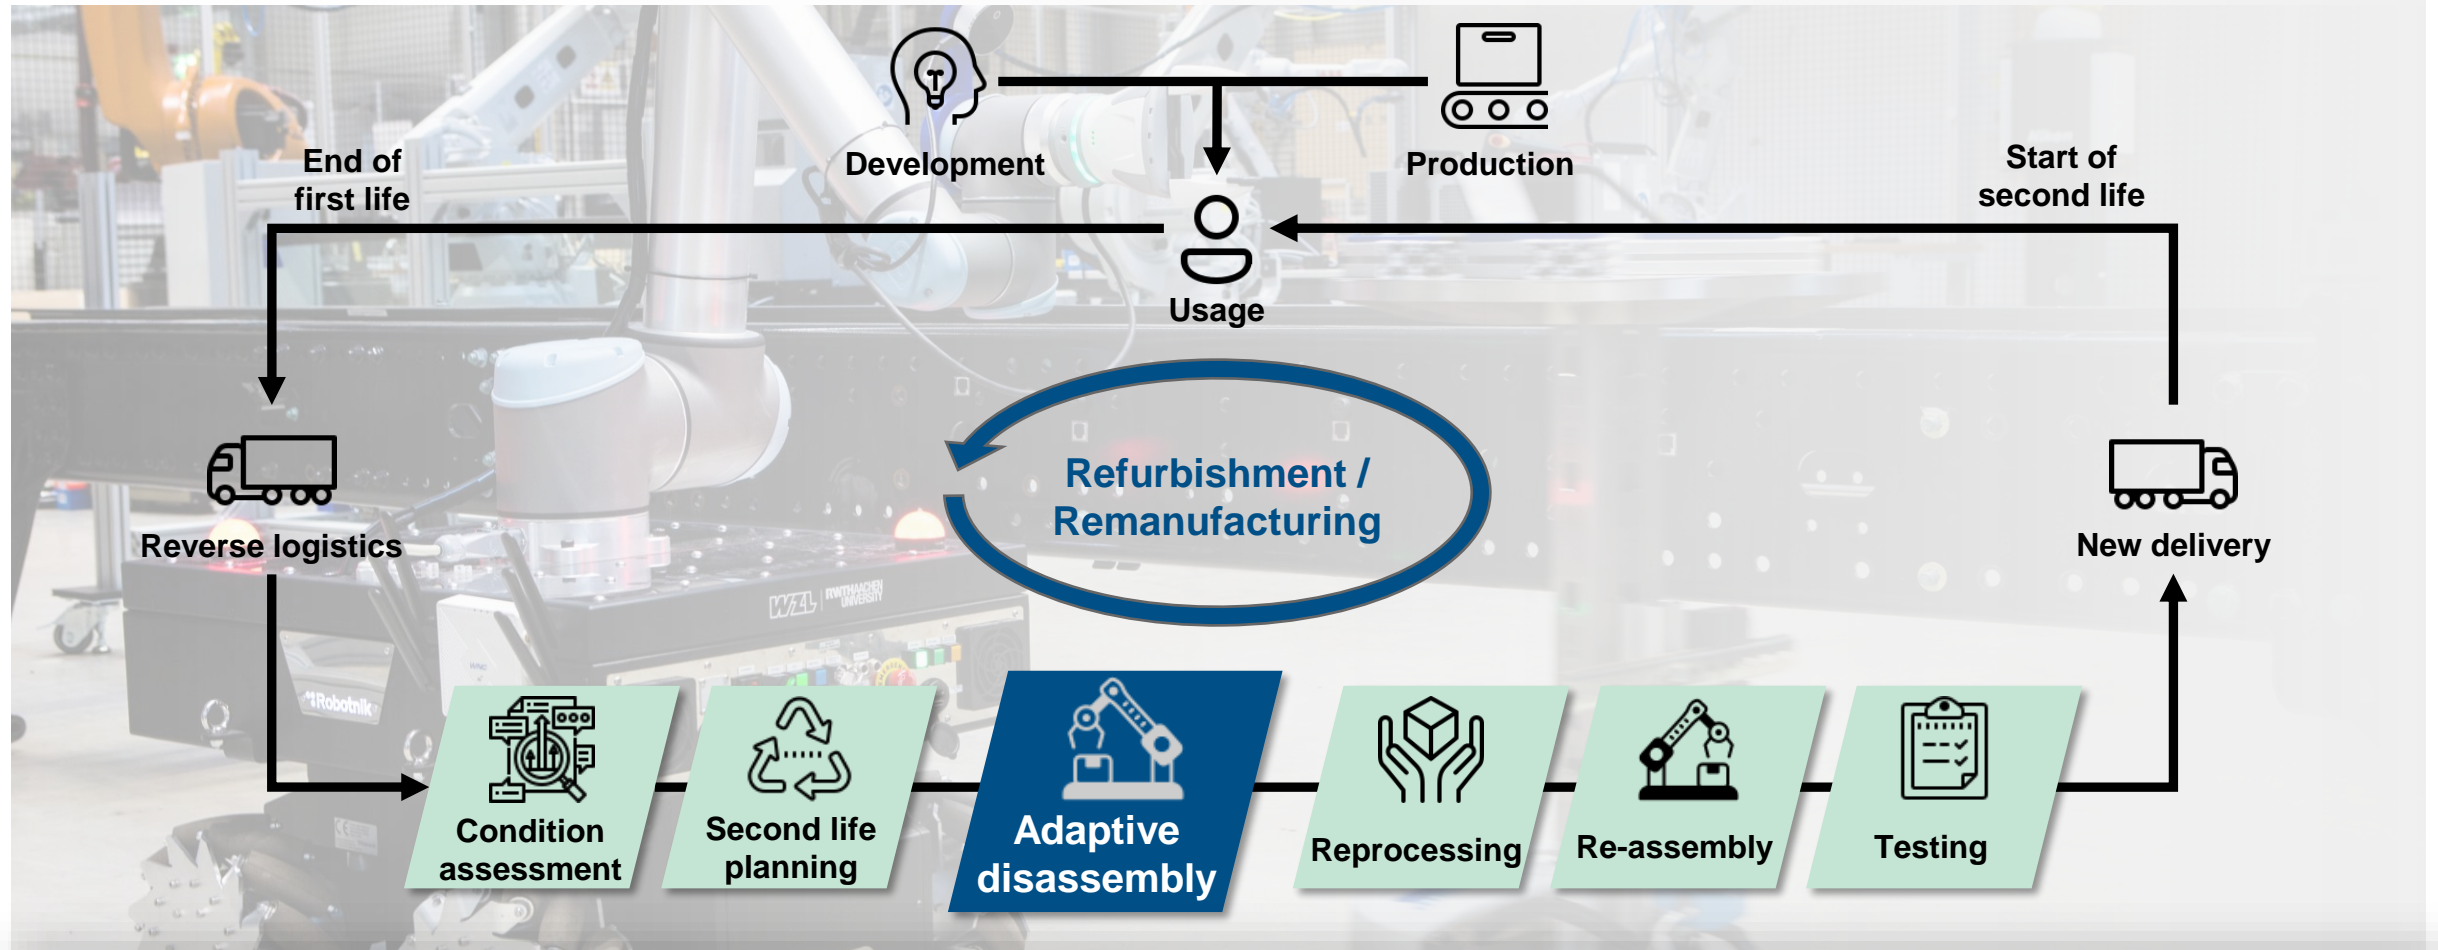 Development
Production
End of
first life
Start of
second life
Usage
Refurbishment /
Remanufacturing
Reverse logistics
New delivery
WZL | RWTHAACHEN
UNIVERSITY
Robotnik
Condition
assessment
Second life
planning
Adaptive
disassembly
Reprocessing
Re-assembly
Testing